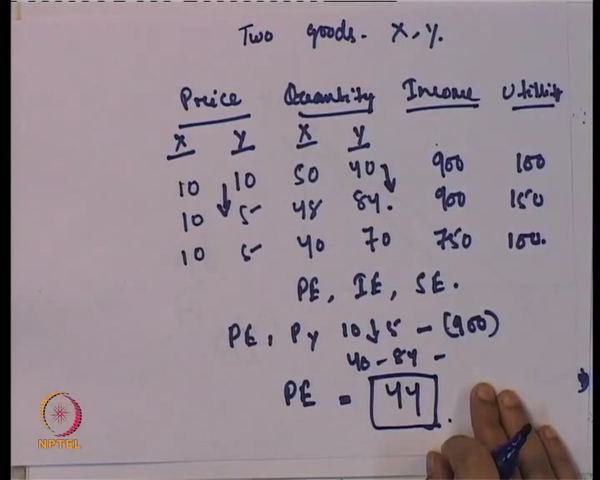 Two goods. X, Y.
Price Quantity Income Utility
X Y X Y
10 10 50 40 900 100
10 5 48 84. 900 150
10 5 40 70 750 100.
PE, IE, SE.
PE, Py 10 ↓ 5 - (900)
40 - 84 -
PE = 44.
NPTEL